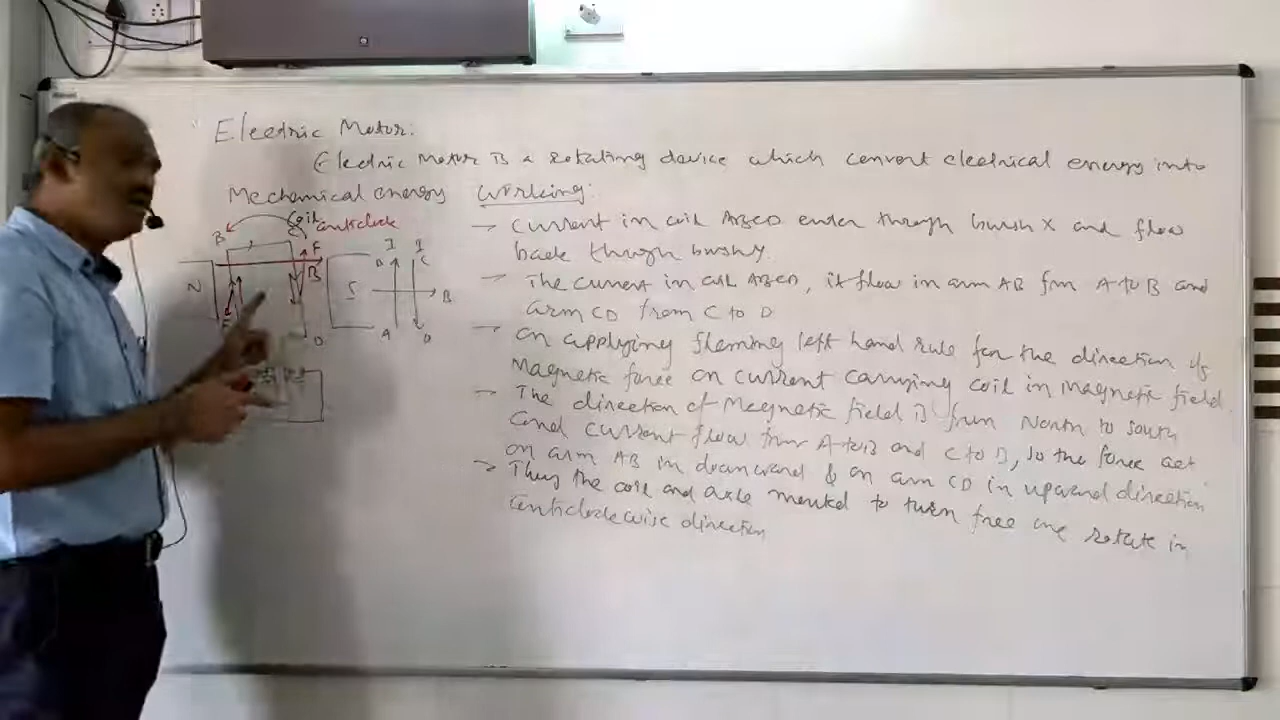 Electric Motor:
Electric Motor is a rotating device which convert electrical energy into
Mechanical energy Working:
→ Current in coil ABCD enter through brush X and flow
back through brush Y.
→ The current in coil ABCD, it flow in arm AB from A to B and
arm CD from C to D
→ On applying fleming left hand rule for the direction of
Magnetic force on current carrying coil in magnetic field.
→ The direction of Magnetic field is from North to south
and current flow from A to B and C to D, so the force act
on arm AB in downward & on arm CD in upward direction
→ Thus the coil and axle mounted to turn free are rotate in
anticlockwise direction
Coil anticlock
B
F
B
N
S
I I
B C
B
A D
F
D